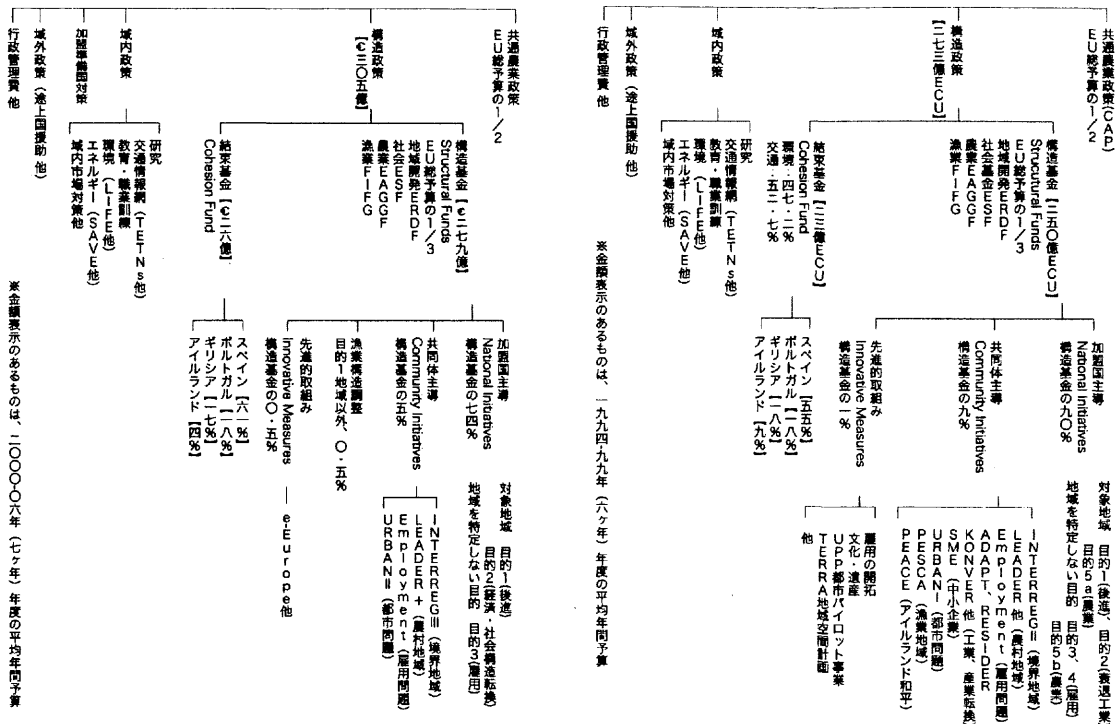 共通農業政策(CAP)
EU総予算の1/2
構造政策
【二七三億ECU】
構造基金【二五〇億ECU】
Strucutural Funds
EU総予算の1/3
地域開発ERDF
社会基金ESF
農業EAGGF
漁業FIFG
加盟国主導
National Initiatives
構造基金の九〇%
対象地域 目的1(後進)、目的2(衰退工業
目的5a(農業)
地域を特定しない目的 目的3、4(雇用)
目的5b(農業)
共同体主導
Community Initiatives
構造基金の九%
INTERREGⅡ(境界地域)
LEADER他(農村地域)
Employment(雇用問題)
ADAPT、RESIDER
KONVER他(工業、産業転換)
SME(中小企業)
URBANⅠ(都市問題)
PESCA(漁業地域)
PEACE(アイルランド和平)
先進的取組み
Innovative Measures
構造基金の一%
雇用の開拓
文化・遺産
UPP都市パイロット事業
TERRA地域空間計画
他
結束基金【二三億ECU】
Cohesion Fund
環境:四七・二%
交通:五二・七%
スペイン【五五%】
ポルトガル【一八%】
ギリシア【一八%】
アイルランド【九%】
域内政策
研究
交通情報網(TETNs他)
教育・職業訓練
環境(LIFE他)
エネルギー(SAVE他)
域内市場対策他
域外政策(途上国援助他)
行政管理費 他
※金額表示のあるものは、一九九四-九九年(六ヶ年)年度の平均年間予算
共通農業政策
EU総予算の1/2
構造政策
【€三〇五億】
構造基金【€二七九億】
Structural Funds
EU総予算の1/3
地域開発ERDF
社会ESF
農業EAGGF
漁業FIFG
加盟国主導
National Initiatives
構造基金の七四%
対象地域 目的1(後進)
目的2(経済・社会構造転換)
地域を特定しない目的 目的3(雇用)
共同体主導
Community Initiatives
構造基金の五%
INTERREGⅢ(境界地域)
LEADER+(農村地域)
Employment(雇用問題)
URBANⅡ(都市問題)
漁業構造調整
目的1地域以外、〇・五%
先進的取組み
Innovative Measures
構造基金の〇・五%
e-Europe他
結束基金【€二六億】
Cohesion Fund
スペイン【六一%】
ポルトガル【一八%】
ギリシア【一七%】
アイルランド【四%】
域内政策
研究
交通情報網(TETNs他)
教育・職業訓練
環境(LIFE他)
エネルギー(SAVE他)
域内市場対策他
加盟準備国対策
域外政策(途上国援助他)
行政管理費 他
※金額表示のあるものは、二〇〇〇-〇六年(七ヶ年)年度の平均年間予算